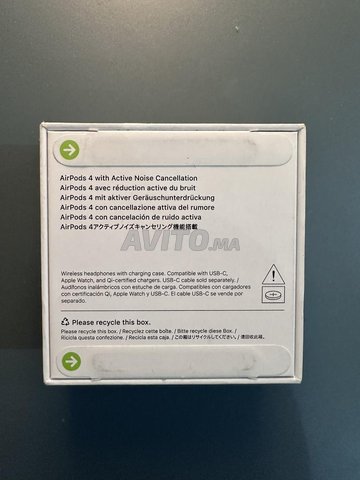 AirPods 4 with Active Noise Cancellation
AirPods 4 avec réduction active du bruit
AirPods 4 mit aktiver Geräuschunterdrückung
AirPods 4 con cancellazione attiva del rumore
AirPods 4 con cancelación de ruido activa
AirPods 4アクティブノイズキャンセリング機能搭載
AVITO.ma
Wireless headphones with charging case. Compatible with USB-C,
Apple Watch, and Qi-certified chargers. USB-C cable sold separately. /
Audífonos inalámbricos con estuche de carga. Compatibles con cargadores
con certificación Qi, Apple Watch y USB-C. El cable USB-C se vende por
separado.
Please recycle this box.
Please recycle this box. / Recyclez cette boîte. / Bitte recycle diese Box. /
Ricicla questa confezione. / Recicla esta caja. / この箱はリサイクルしてください。/ 請回收此箱。